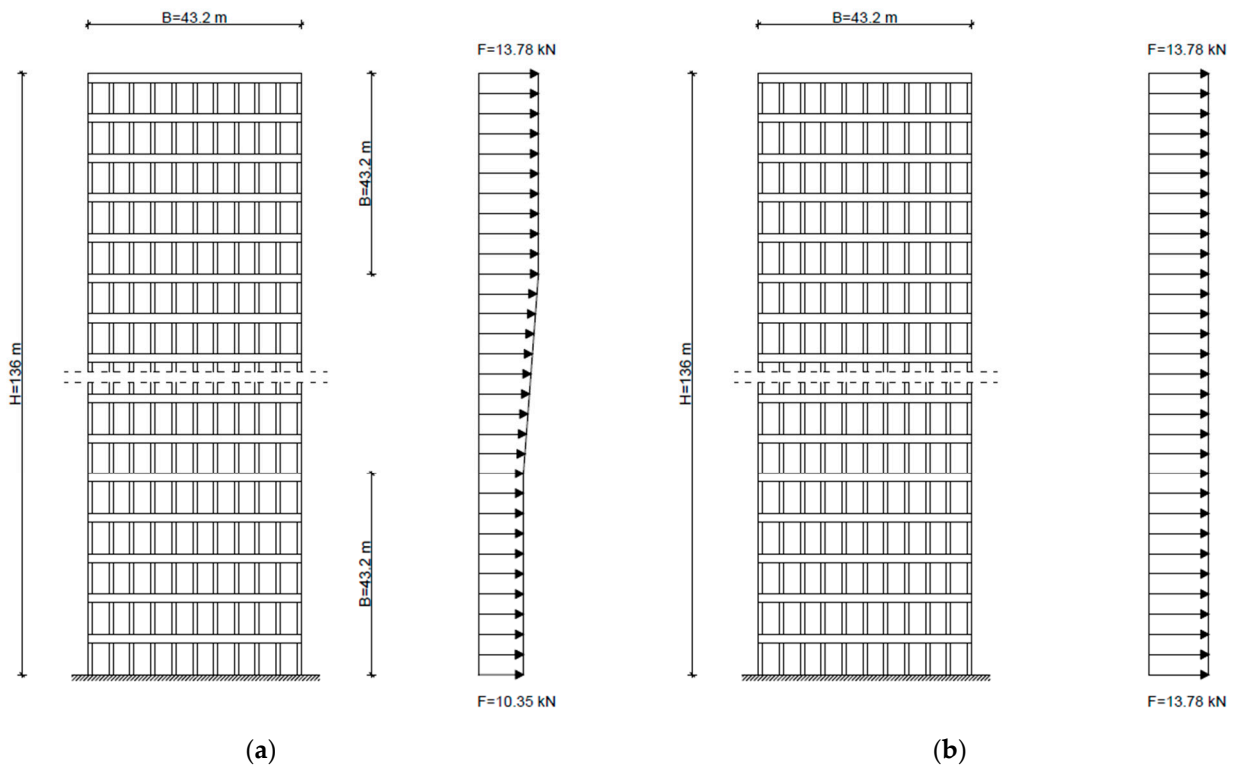 B=43.2 m
F=13.78 kN
H=136 m
B=43.2 m
B=43.2 m
F=10.35 kN
(a)
B=43.2 m
F=13.78 kN
H=136 m
F=13.78 kN
(b)